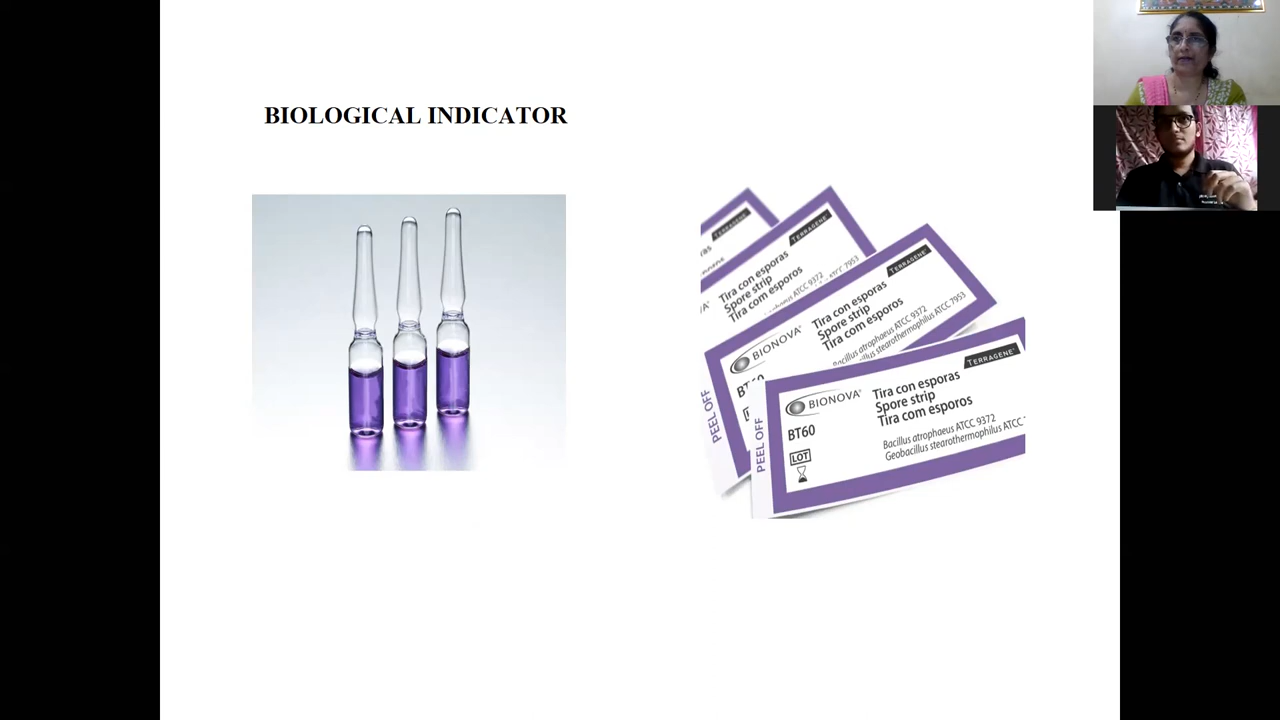 BIOLOGICAL INDICATOR
TERRAGENE
TERRAGENE
Tira con esporas
Spore strip
Tira com esporos
ATCC 9372
ATCC 7953
TERRAGENE
BIONOVA
Tira con esporas
Spore strip
Tira com esporos
Bacillus atrophaeus ATCC 9372
stearothermophilus ATCC 7953
PEEL OFF
TERRAGENE
BIONOVA
Tira con esporas
Spore strip
Tira com esporos
BT60
LOT
Bacillus atrophaeus ATCC 9372
Geobacillus stearothermophilus ATCC
PEEL OFF